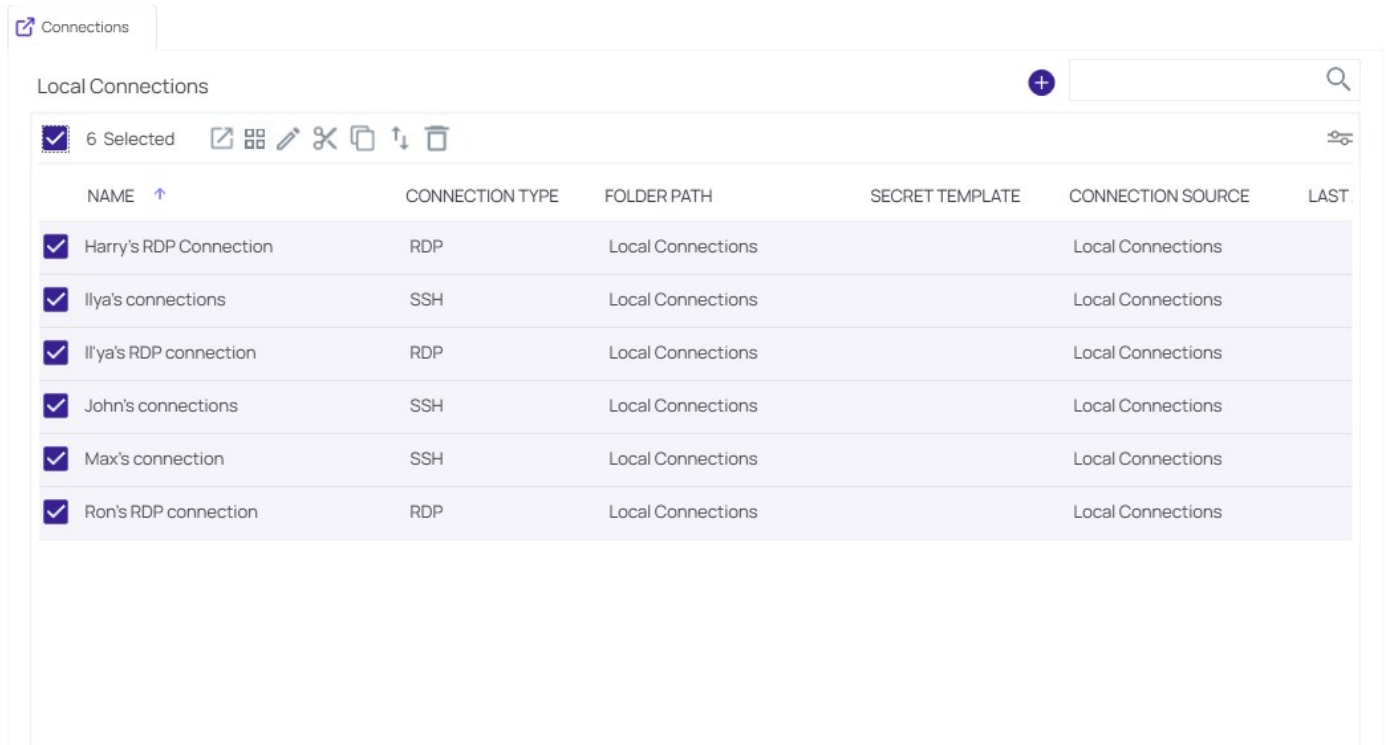 Connections
Local Connections
6 Selected
NAME CONNECTION TYPE FOLDER PATH SECRET TEMPLATE CONNECTION SOURCE LAST
Harry's RDP Connection RDP Local Connections Local Connections
Ilya's connections SSH Local Connections Local Connections
Il'ya's RDP connection RDP Local Connections Local Connections
John's connections SSH Local Connections Local Connections
Max's connection SSH Local Connections Local Connections
Ron's RDP connection RDP Local Connections Local Connections